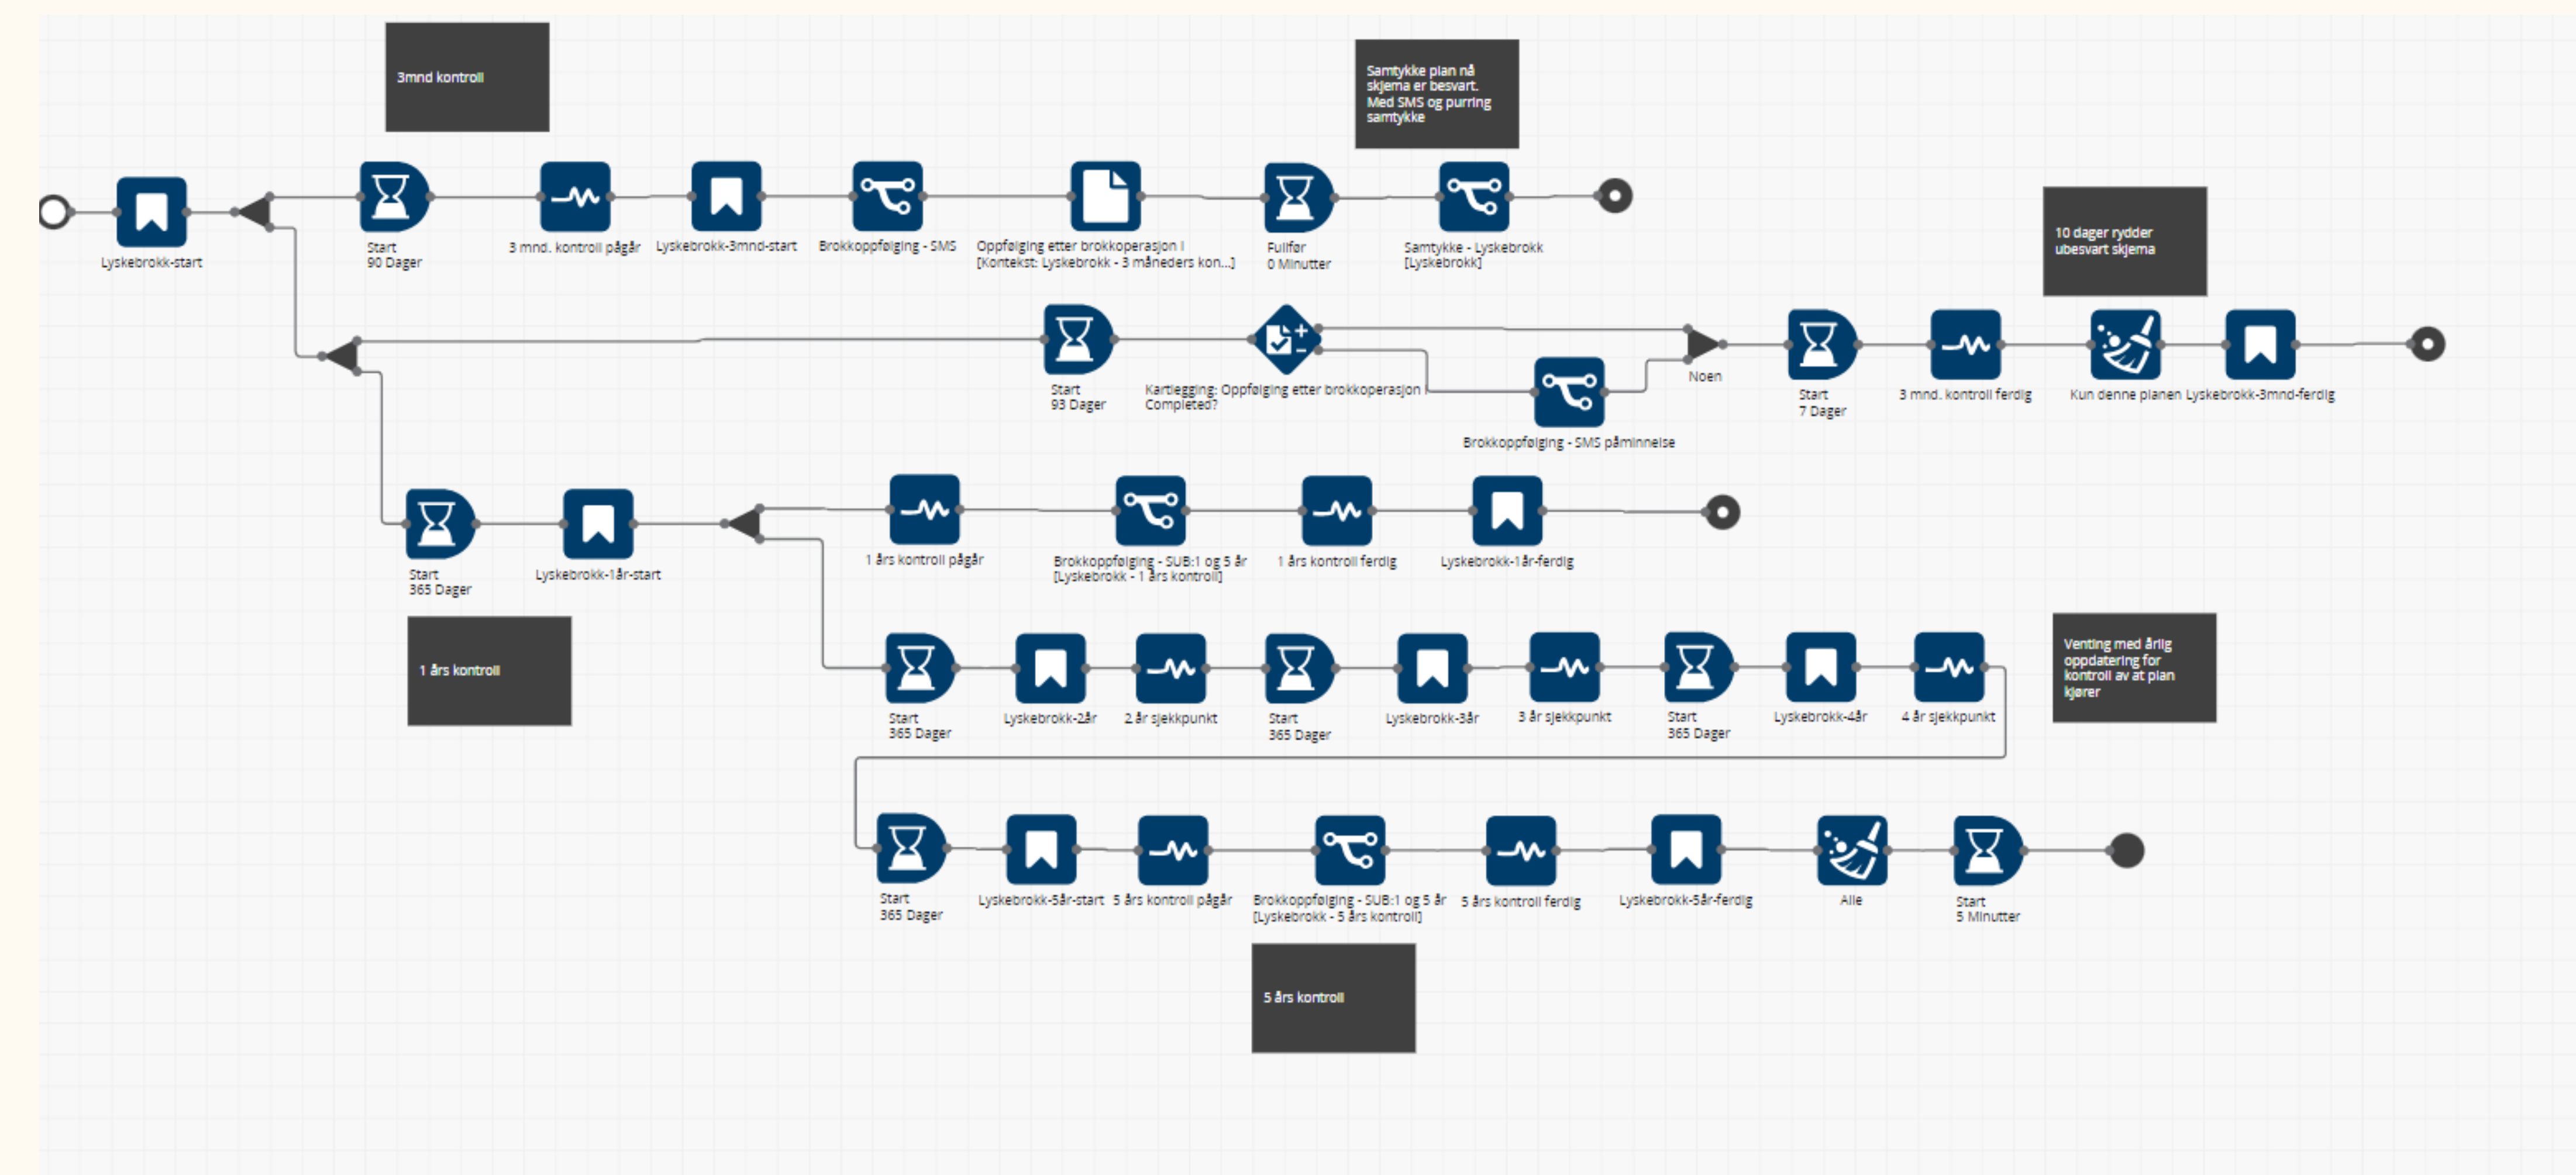 3mnd kontroll
Samtykke plan nå
skjema er besvart.
Med SMS og purring
samtykke
Lyskebrokk-start
Start
90 Dager
3 mnd. kontroll pågår
Lyskebrokk-3mnd-start
Brokkoppfølging - SMS
Oppfølging etter brokkoperasjon l
[Kontekst: Lyskebrokk - 3 måneders kon...]
Fullfør
0 Minutter
Samtykke - Lyskebrokk
[Lyskebrokk]
10 dager rydder
ubesvart skjema
Start
93 Dager
Kartlegging: Oppfølging etter brokkoperasjon l
Completed?
Brokkoppfølging - SMS påminnelse
Noen
Start
7 Dager
3 mnd. kontroll ferdig
Kun denne planen
Lyskebrokk-3mnd-ferdig
Start
365 Dager
Lyskebrokk-1år-start
1 års kontroll pågår
Brokkoppfølging - SUB:1 og 5 år
[Lyskebrokk - 1 års kontroll]
1 års kontroll ferdig
Lyskebrokk-1år-ferdig
1 års kontroll
Start
365 Dager
Lyskebrokk-2år
2 år sjekkpunkt
Start
365 Dager
Lyskebrokk-3år
3 år sjekkpunkt
Start
365 Dager
Lyskebrokk-4år
4 år sjekkpunkt
Venting med årlig
oppdatering for
kontroll av at plan
kjører
Start
365 Dager
Lyskebrokk-5år-start
5 års kontroll pågår
Brokkoppfølging - SUB:1 og 5 år
[Lyskebrokk - 5 års kontroll]
5 års kontroll ferdig
Lyskebrokk-5år-ferdig
Alle
Start
5 Minutter
5 års kontroll